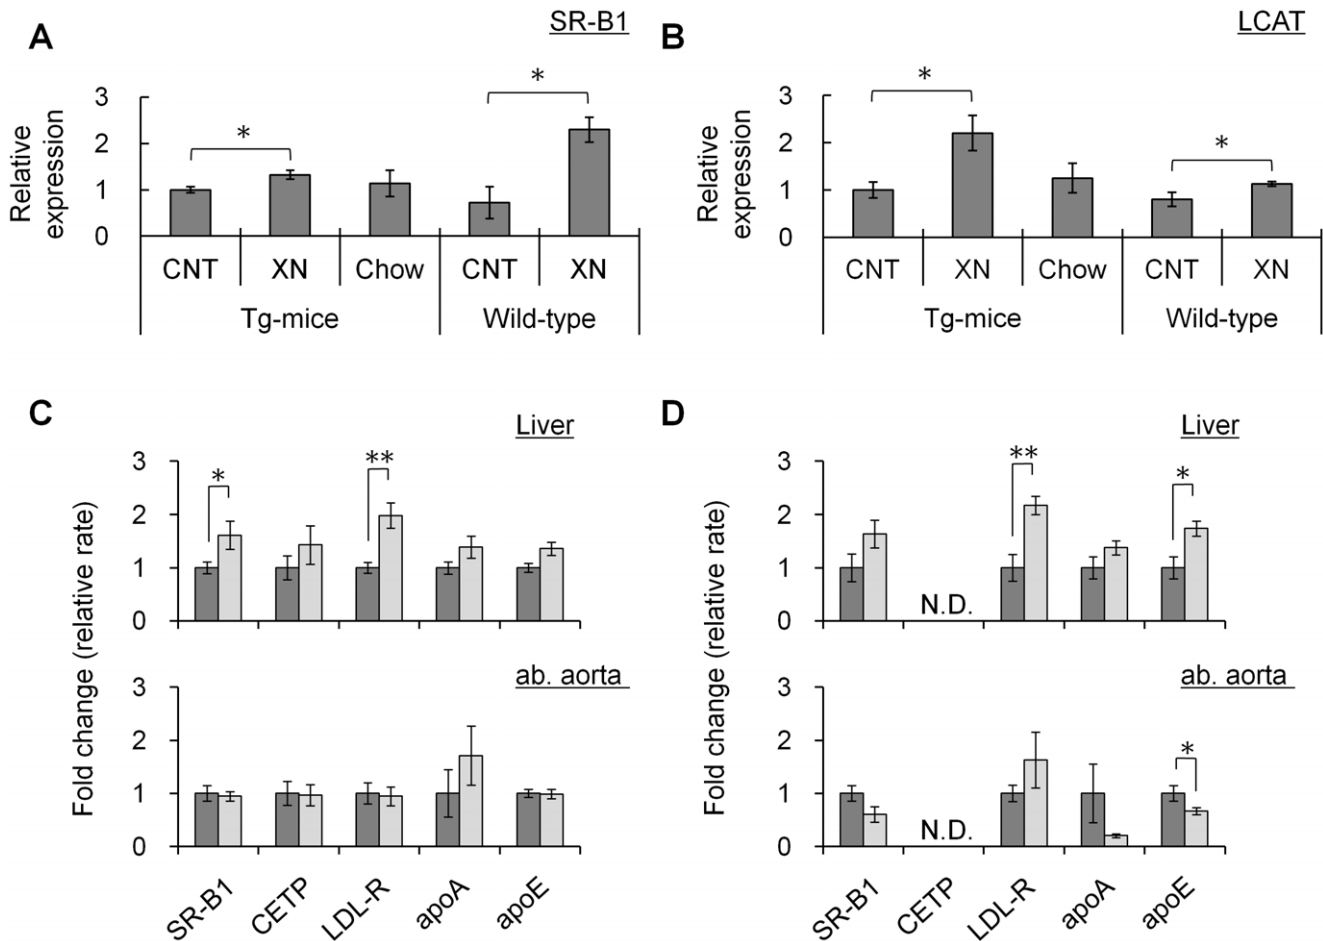 A
SR-B1
Relative
expression
3
2
1
0
*
*
CNT XN Chow CNT XN
Tg-mice Wild-type
B
LCAT
Relative
expression
3
2
1
0
*
*
CNT XN Chow CNT XN
Tg-mice Wild-type
C
Liver
Fold change (relative rate)
3
2
1
0
*
**
ab. aorta
3
2
1
0
SR-B1 CETP LDL-R apoA apoE
D
Liver
Fold change (relative rate)
3
2
1
0
**
*
N.D.
ab. aorta
3
2
1
0
*
N.D.
SR-B1 CETP LDL-R apoA apoE